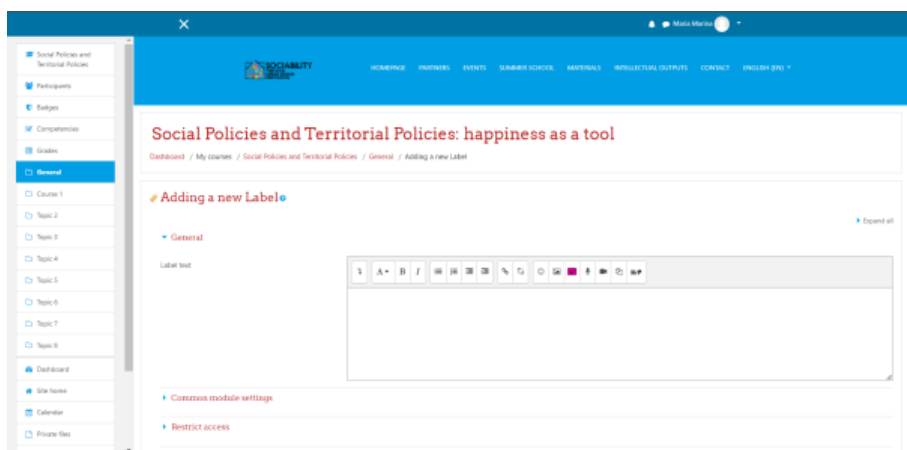 Maria Marina
Social Policies and
Territorial Policies
Participants
Badges
Competencies
Grades
General
Course 1
Topic 2
Topic 3
Topic 4
Topic 5
Topic 6
Topic 7
Topic 8
Dashboard
Site home
Calendar
Private files
SOCIABILITY
HOMEPAGE PARTNERS EVENTS SUMMER SCHOOL MATERIALS INTELLECTUAL OUTPUTS CONTACT ENGLISH (EN)
Social Policies and Territorial Policies: happiness as a tool
Dashboard / My courses / Social Policies and Territorial Policies / General / Adding a new Label
Adding a new Label
Expand all
General
Label text
A B I
Common module settings
Restrict access